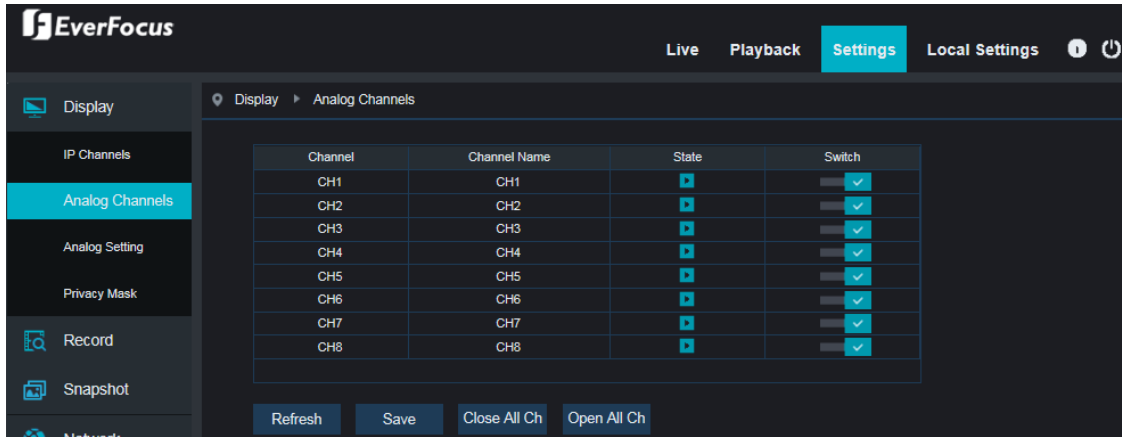 EverFocus
Live Playback Settings Local Settings
Display
IP Channels
Analog Channels
Analog Setting
Privacy Mask
Record
Snapshot
Network
Display Analog Channels
Channel Channel Name State Switch
CH1 CH1
CH2 CH2
CH3 CH3
CH4 CH4
CH5 CH5
CH6 CH6
CH7 CH7
CH8 CH8
Refresh Save Close All Ch Open All Ch